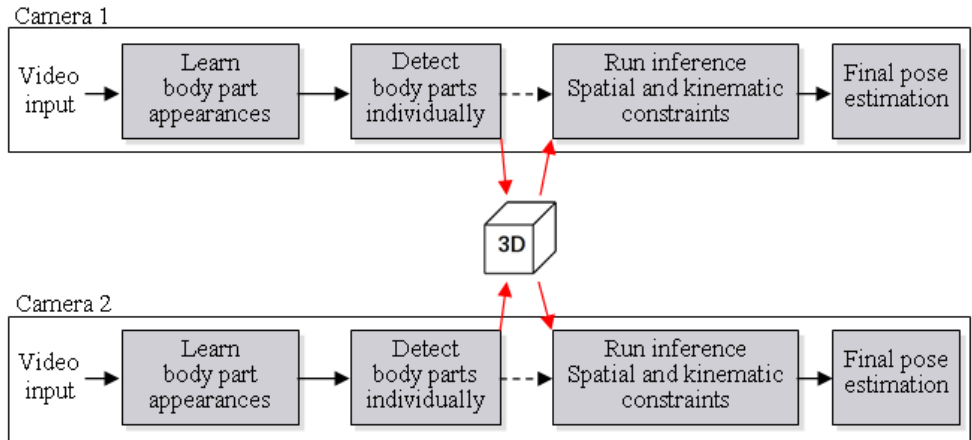 Camera 1
Video
input
Learn
body part
appearances
Detect
body parts
individually
Run inference
Spatial and kinematic
constraints
Final pose
estimation
3D
Camera 2
Video
input
Learn
body part
appearances
Detect
body parts
individually
Run inference
Spatial and kinematic
constraints
Final pose
estimation